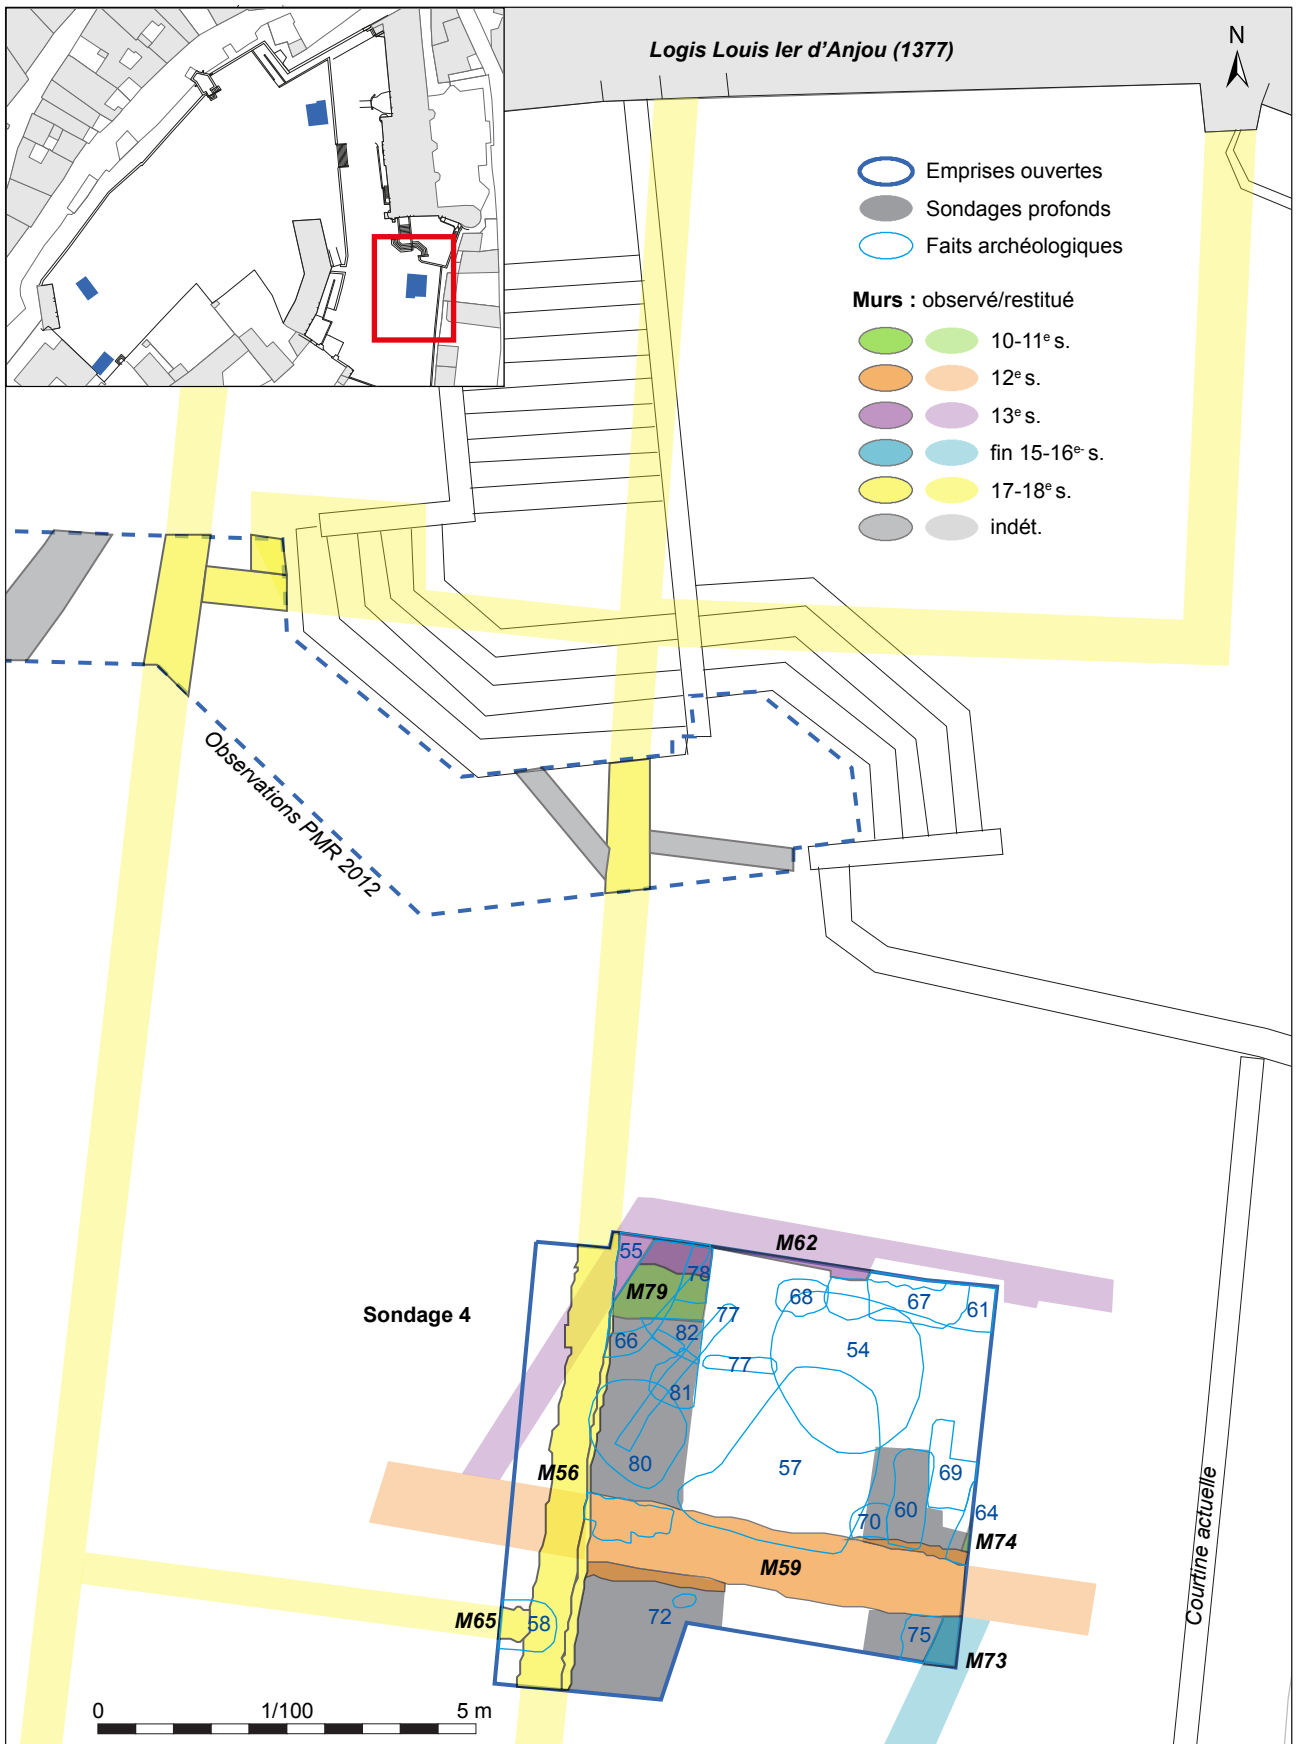 Logis Louis Ier d’Anjou (1377)
N
Emprises ouvertes
Sondages profonds
Faits archéologiques
Murs : observé/restitué
10-11e s.
12e s.
13e s.
fin 15-16e- s.
17-18e s.
indét.
Observations PMR 2012
Sondage 4
M62
55
78
M79
68
67
61
77
66
82
77
54
81
M56
80
57
69
60
64
70
M74
M59
M65
58
72
75
M73
Courtine actuelle
0
1/100
5 m